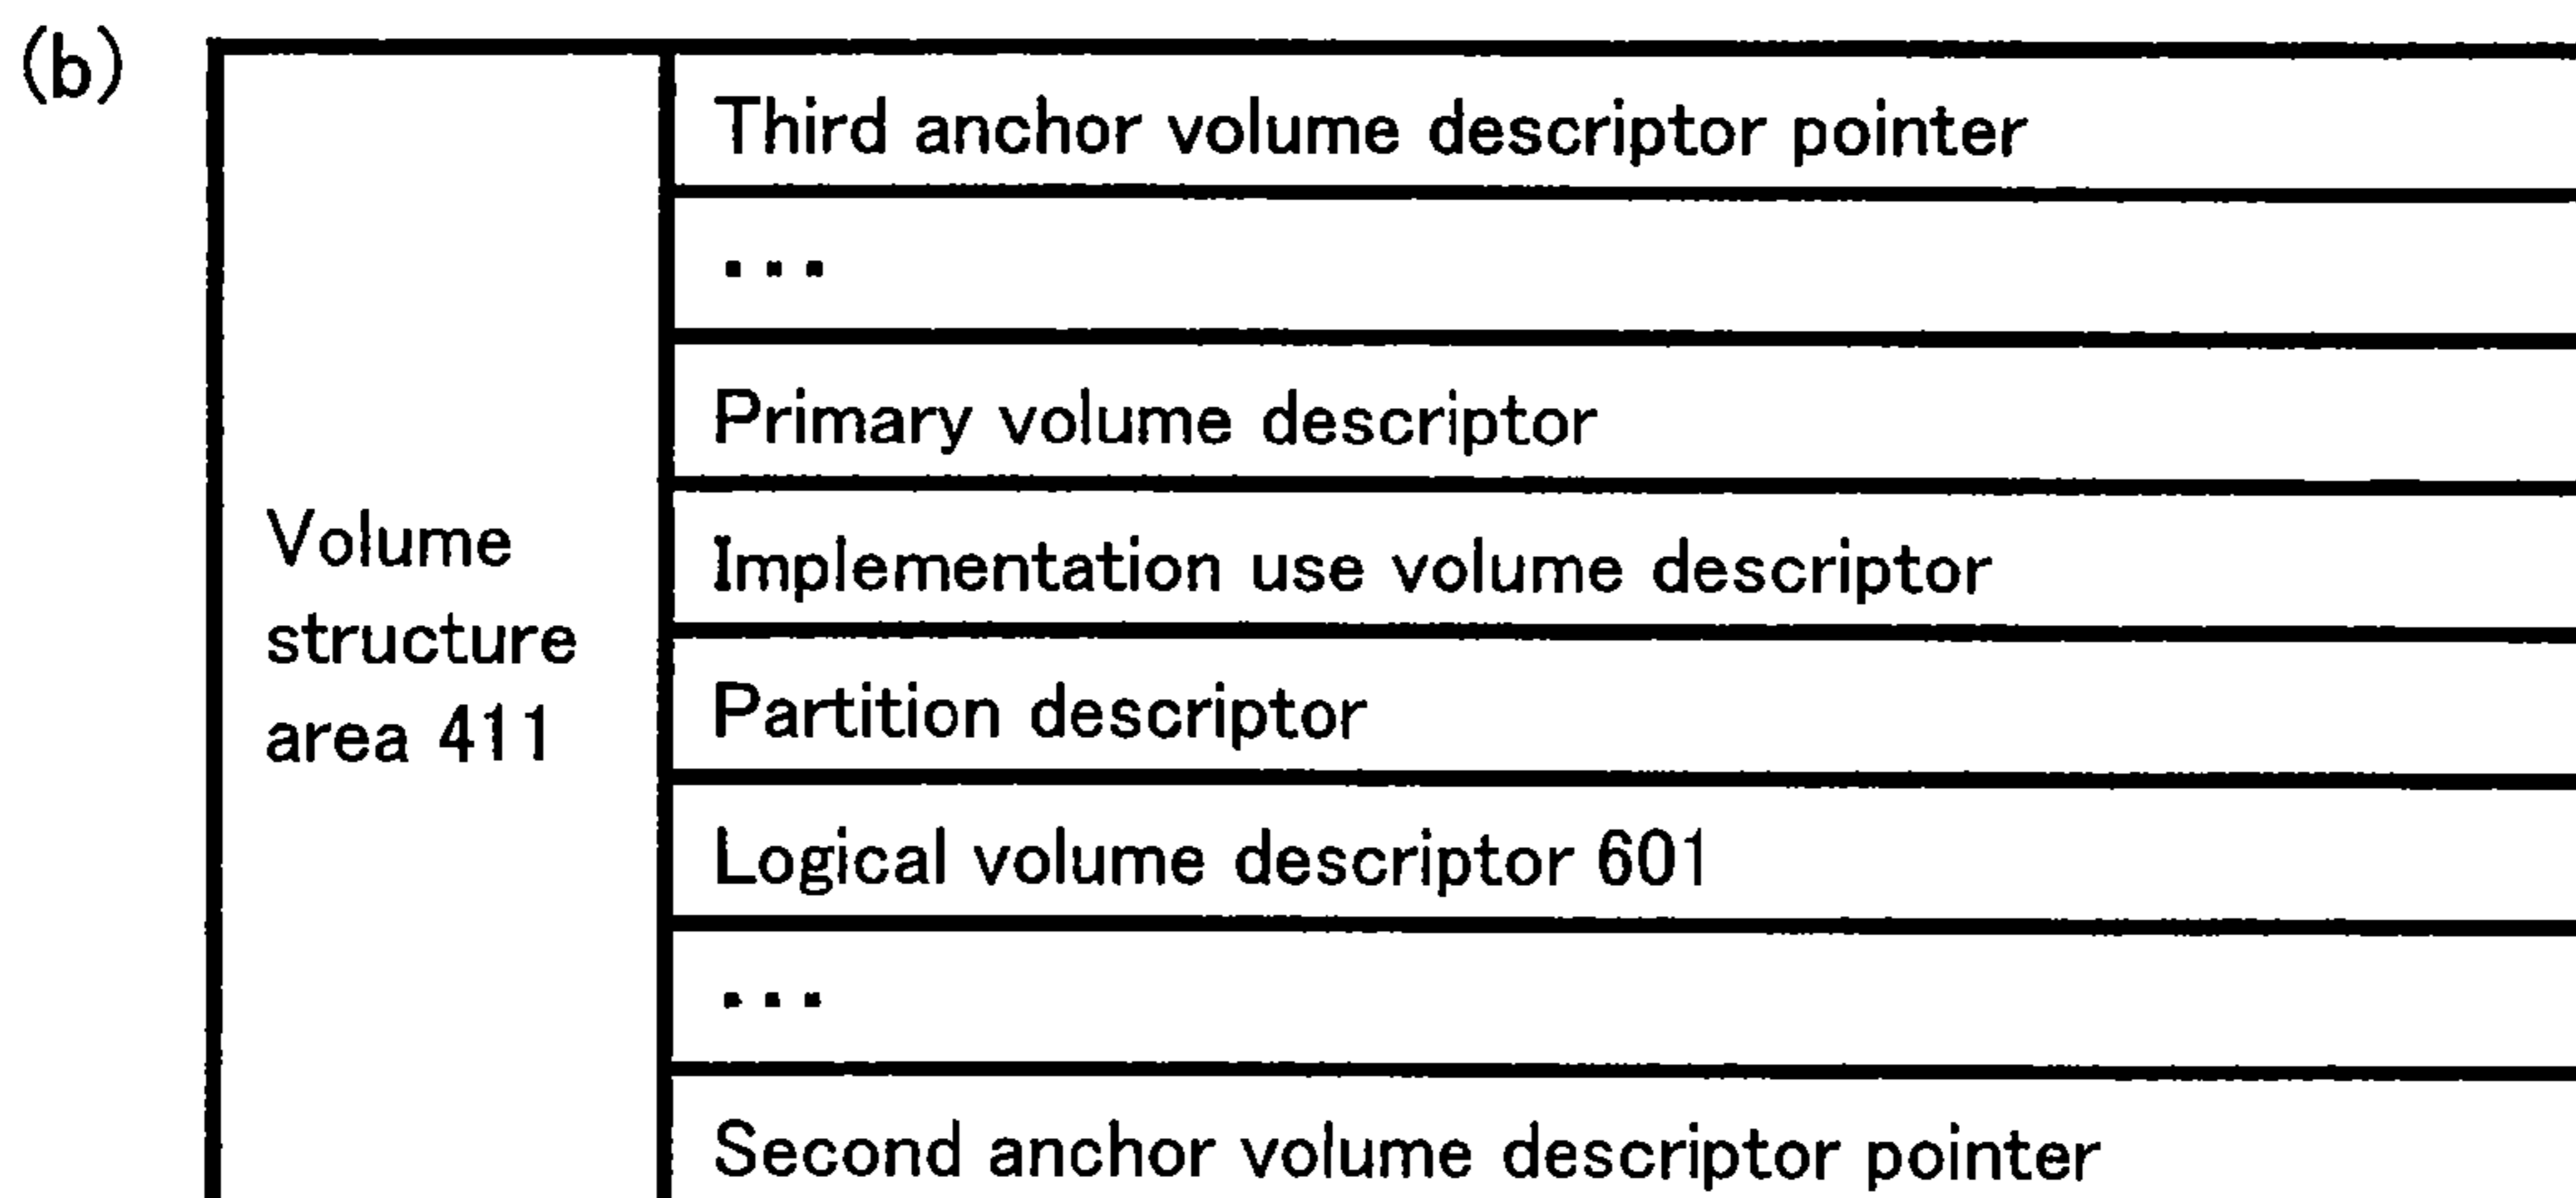 (b)
Third anchor volume descriptor pointer
...
Primary volume descriptor
Implementation use volume descriptor
Volume
structure
area 411
Partition descriptor
Logical volume descriptor 601
...
Second anchor volume descriptor pointer